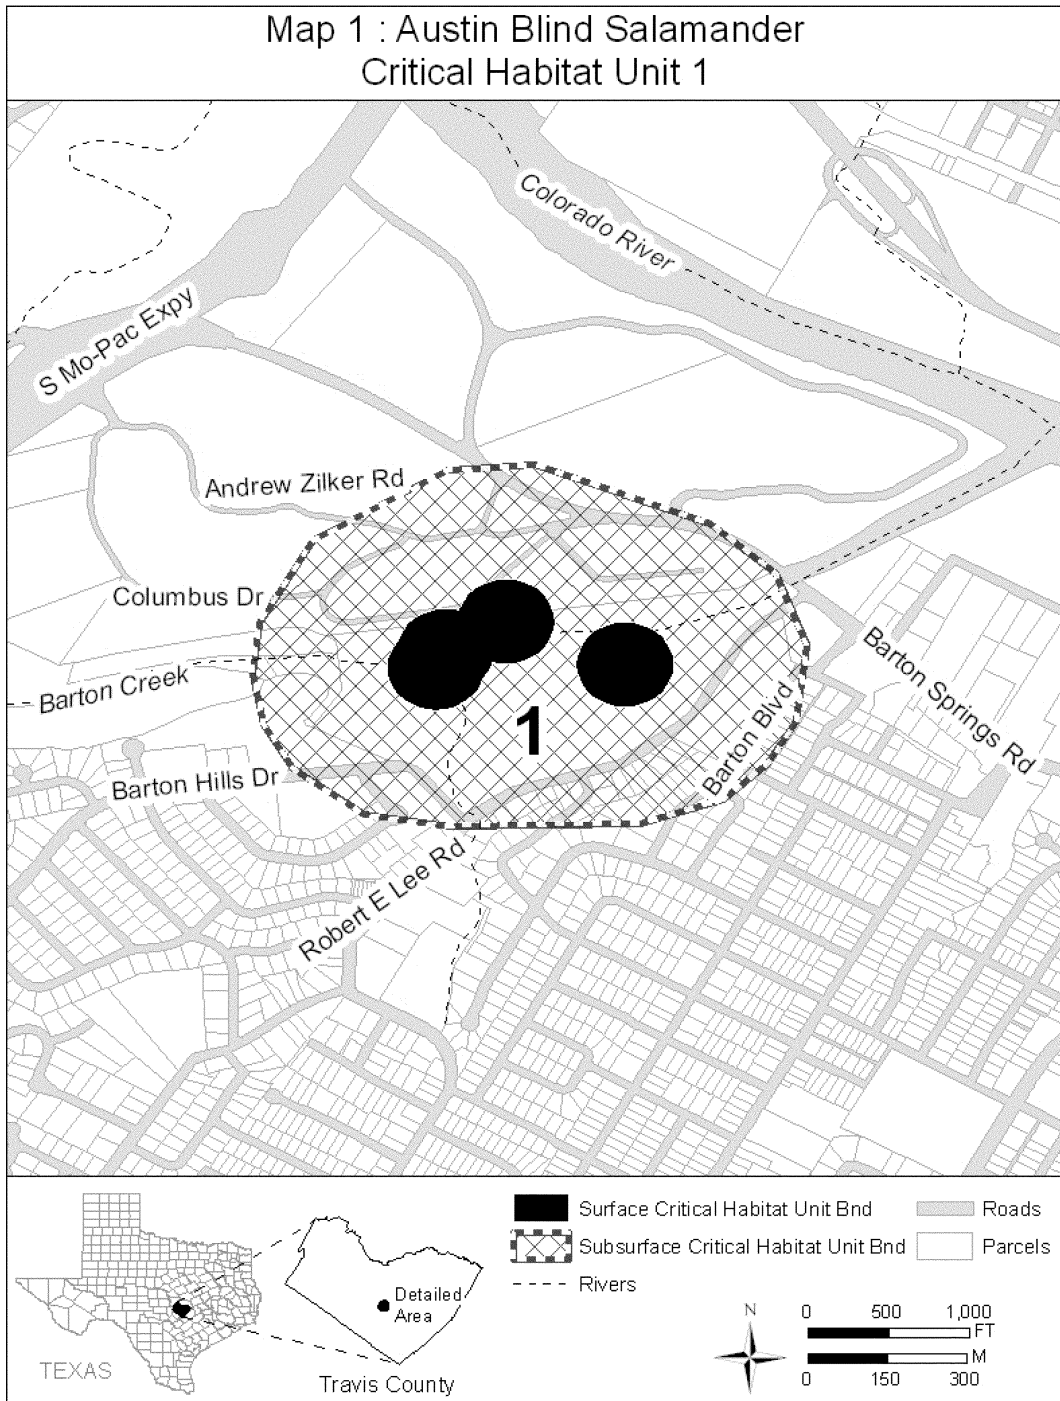 Map 1 : Austin Blind Salamander
Critical Habitat Unit 1
Colorado River
S Mo-Pac Expy
Andrew Zilker Rd
Columbus Dr
Barton Creek
Barton Springs Rd
1
Barton Blvd
Barton Hills Dr
Robert E Lee Rd
TEXAS
Detailed
Area
Travis County
Surface Critical Habitat Unit Bnd
Subsurface Critical Habitat Unit Bnd
Rivers
Roads
Parcels
N
0 500 1,000
FT
M
0 150 300